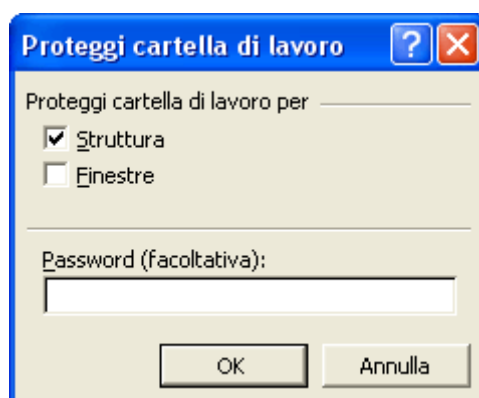 Proteggi cartella di lavoro
Proteggi cartella di lavoro per
Struttura
Finestre
Password (facoltativa):
OK Annulla